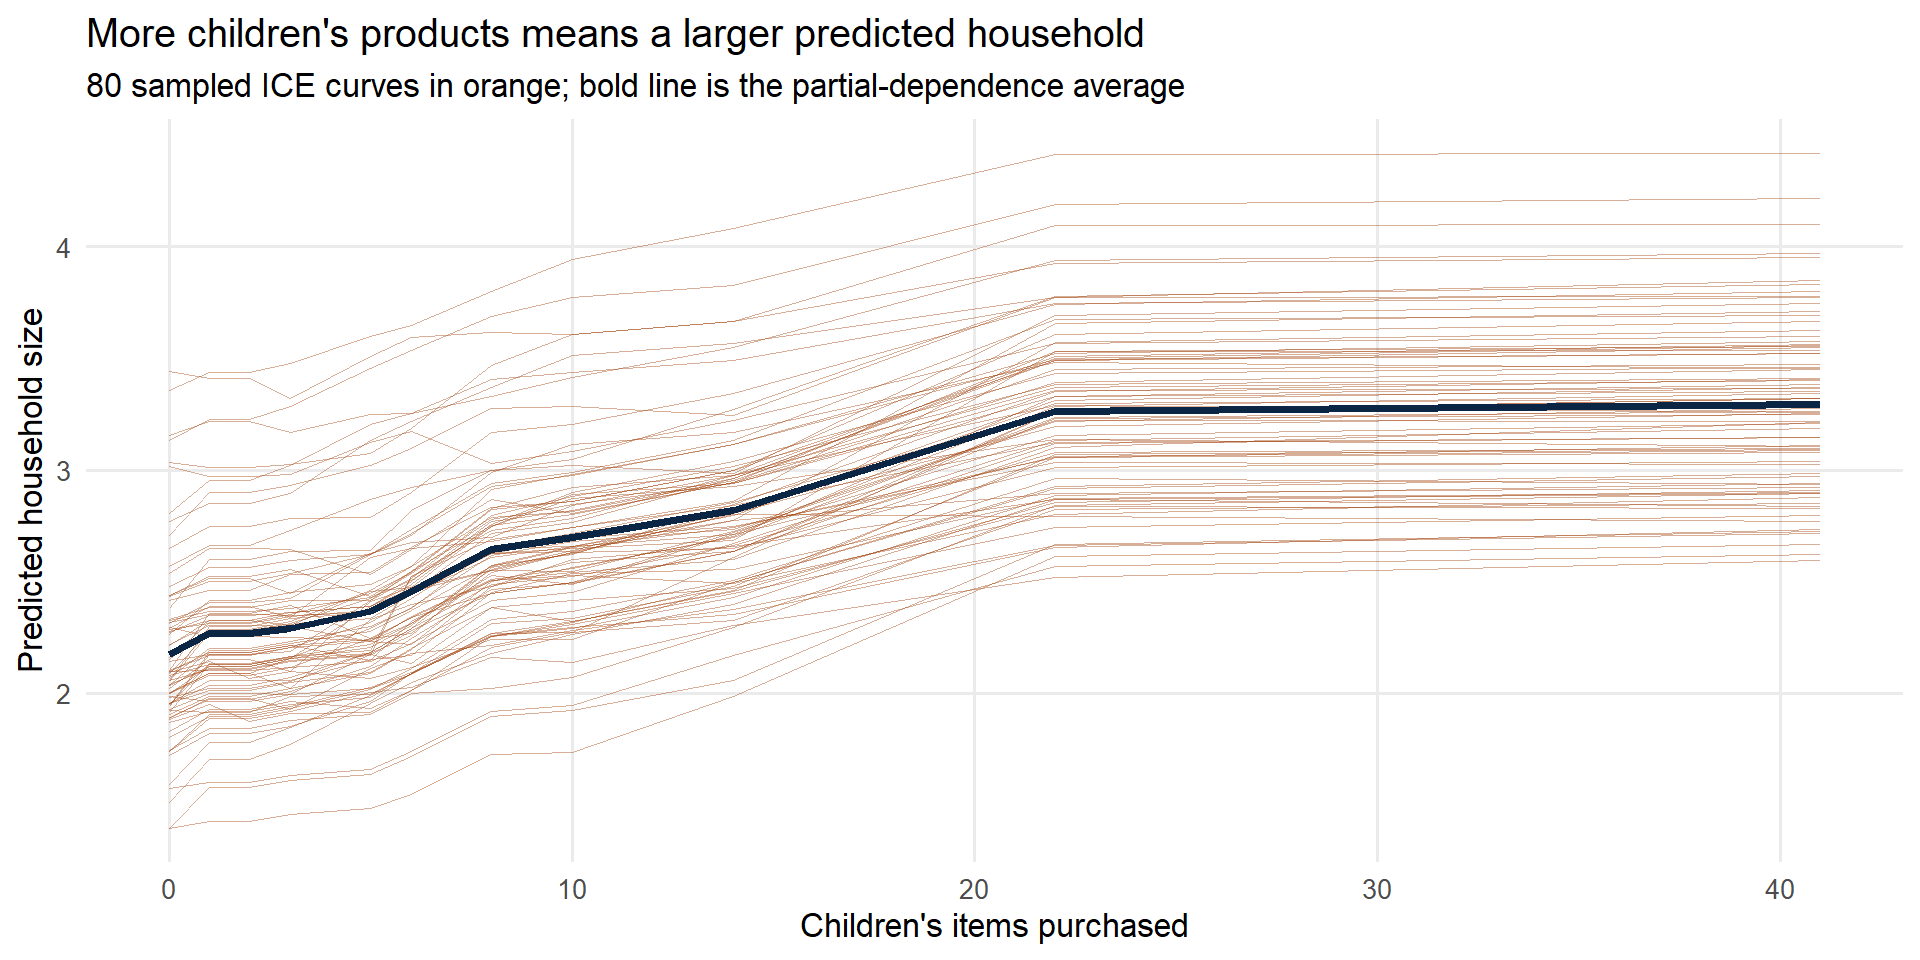 More children's products means a larger predicted household
80 sampled ICE curves in orange; bold line is the partial-dependence average
Predicted household size
4
3
2
0
10
20
30
40
Children's items purchased